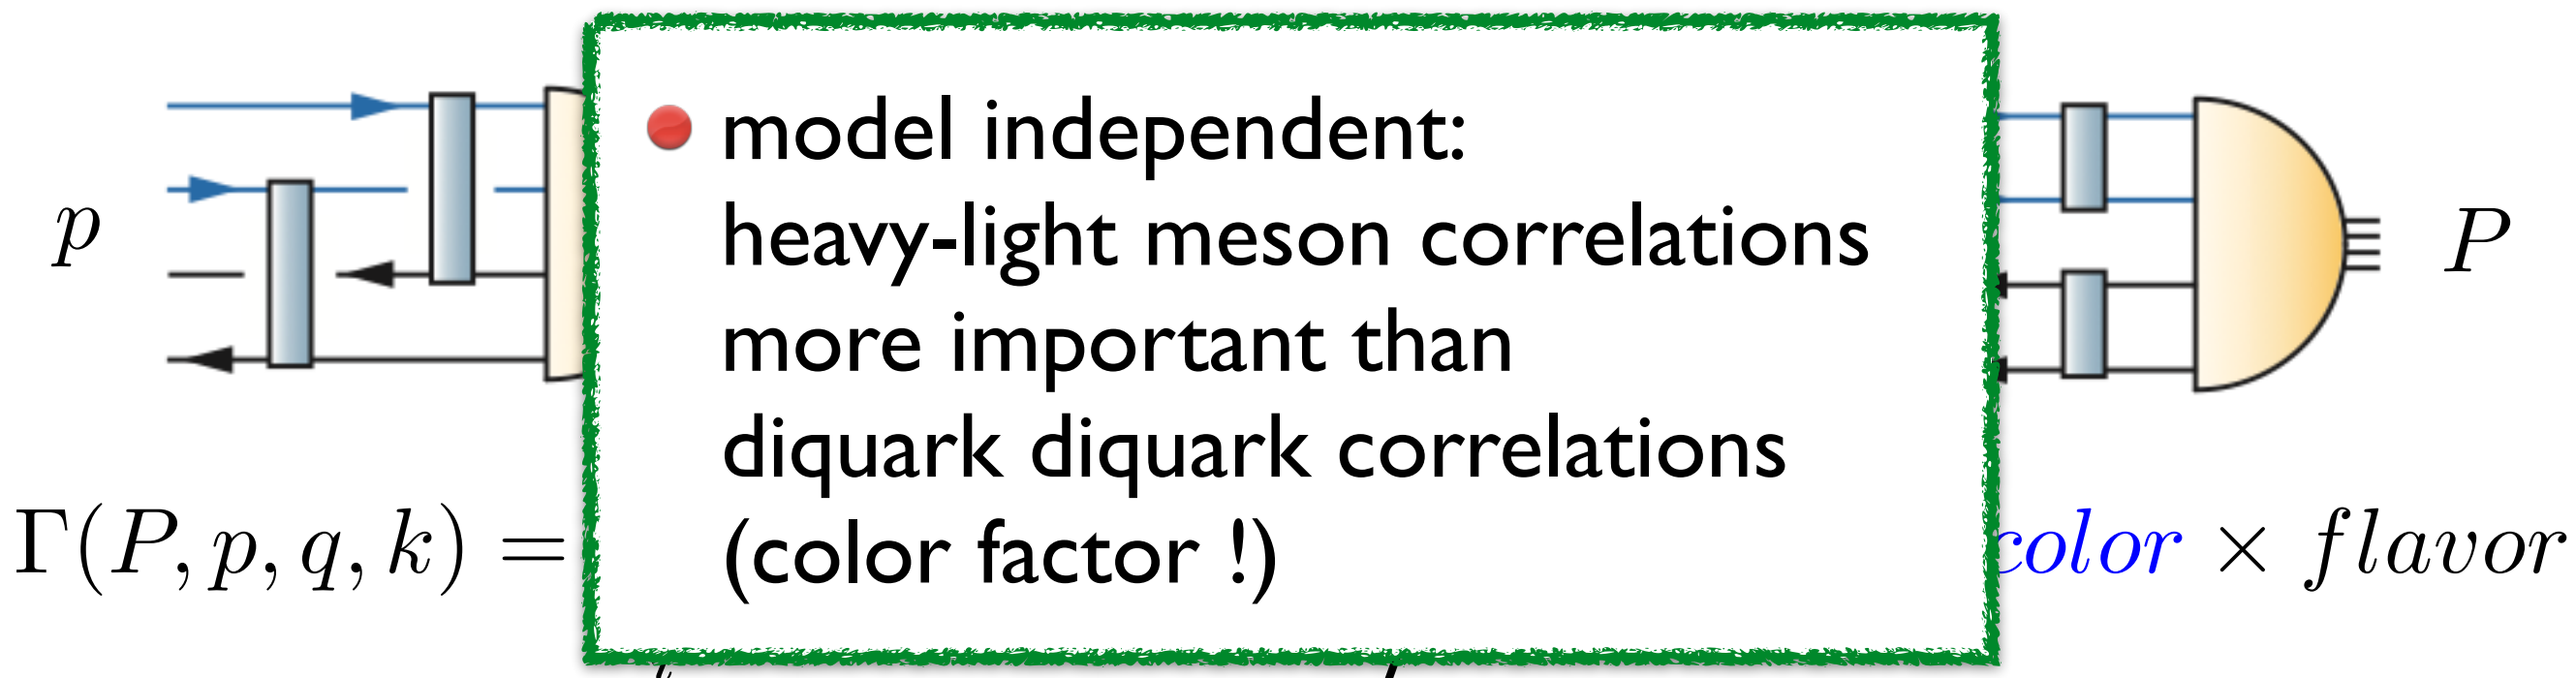 model independent:
heavy-light meson correlations
more important than
diquark diquark correlations
(color factor !)
p
P
Γ(P, p, q, k) =
color × flavor